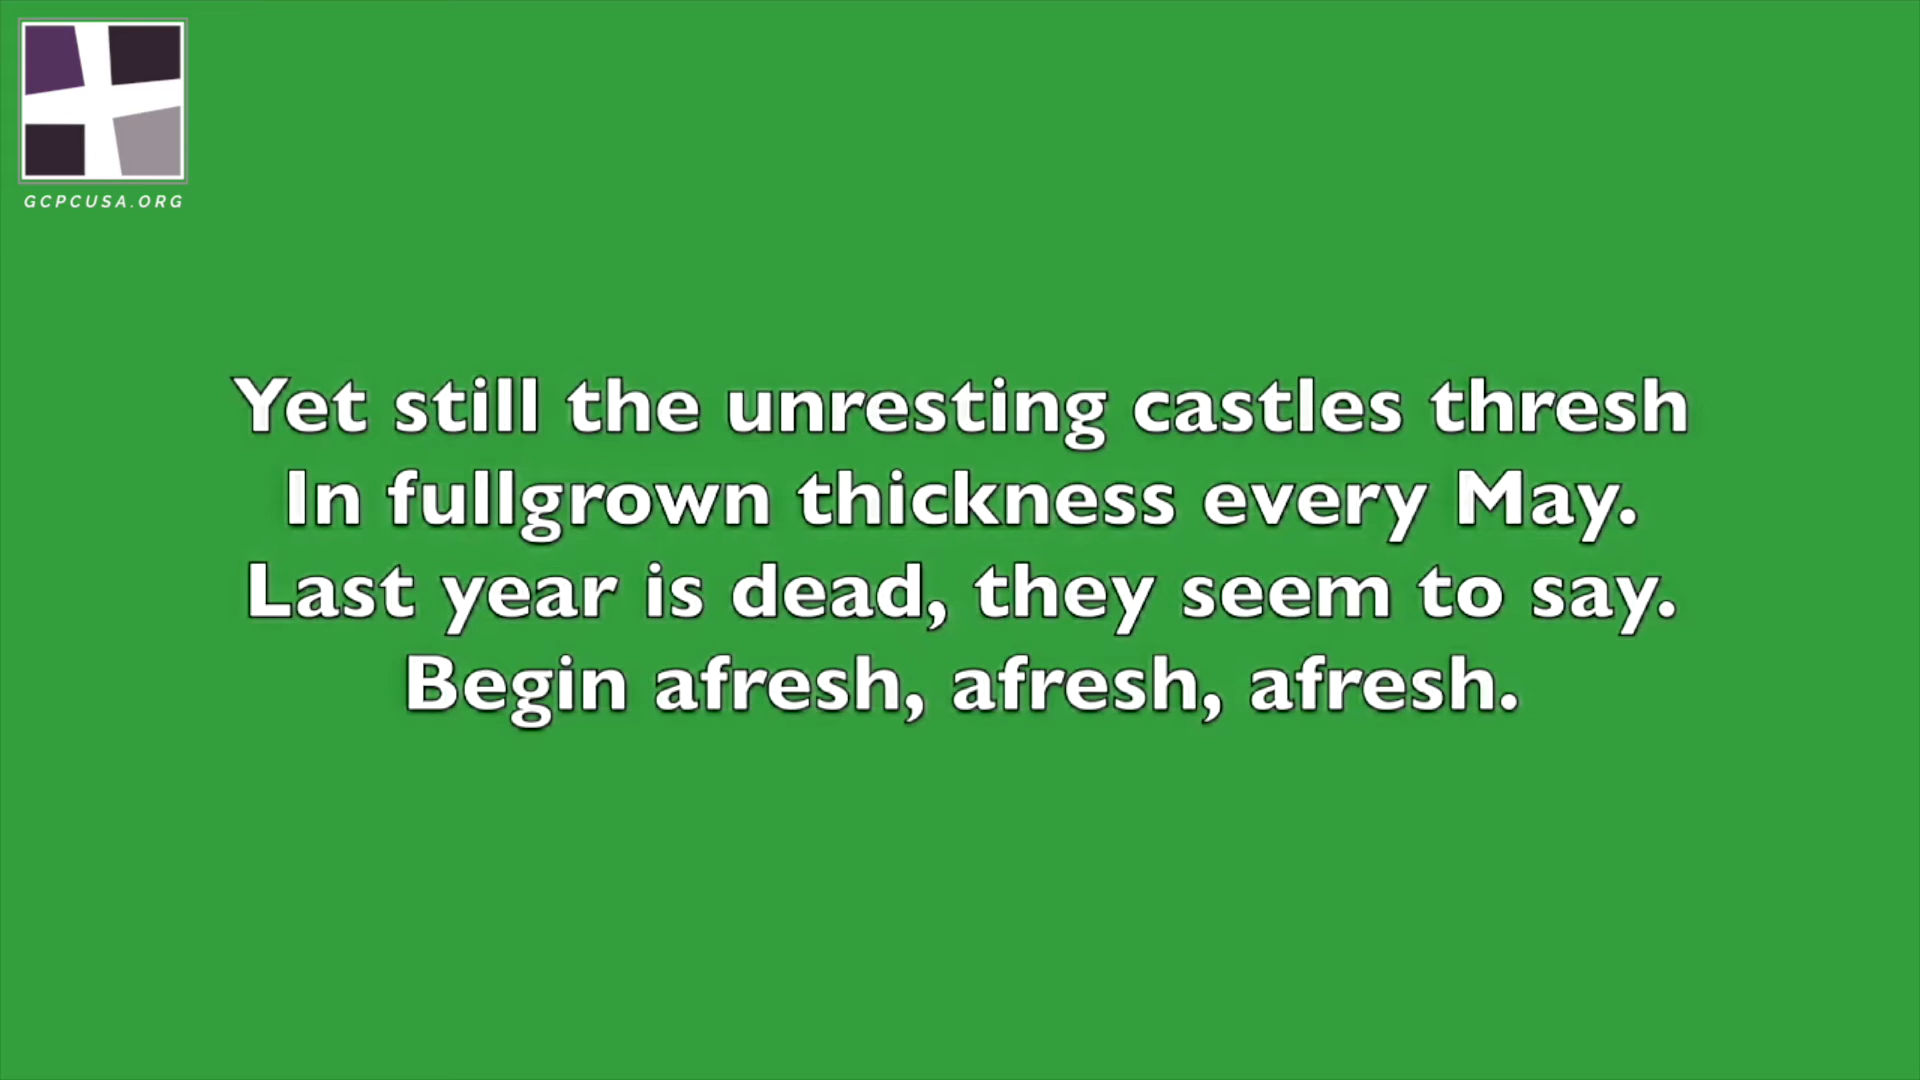 GCPCUSA.ORG
Yet still the unresting castles thresh
In fullgrown thickness every May.
Last year is dead, they seem to say.
Begin afresh, afresh, afresh.